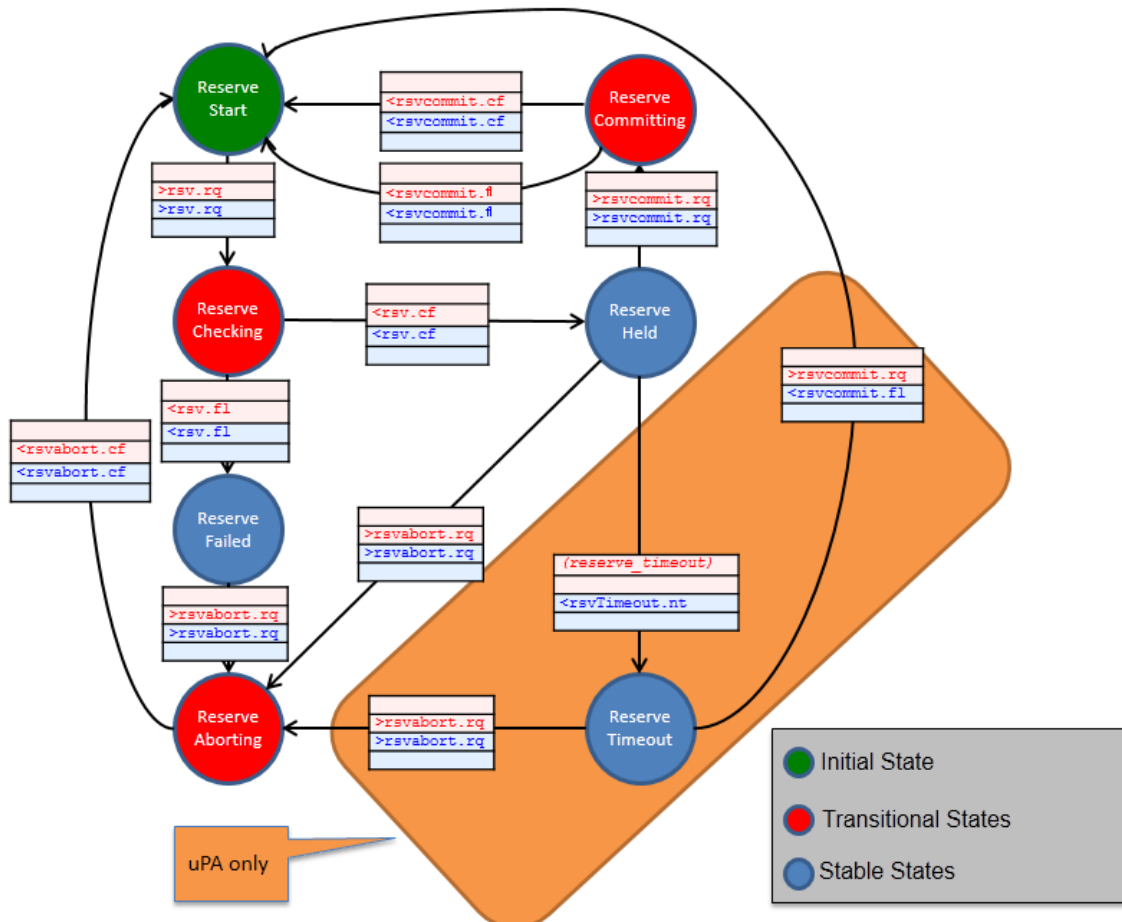 Reserve
Start
<rsvcommit.cf
<rsvcommit.cf
Reserve
Committing
>rsv.rq
>rsv.rq
<rsvcommit.fl
<rsvcommit.fl
>rsvcommit.rq
>rsvcommit.rq
Reserve
Checking
<rsv.cf
<rsv.cf
Reserve
Held
>rsvcommit.rq
<rsvcommit.fl
<rsv.fl
<rsv.fl
<rsvabort.cf
<rsvabort.cf
Reserve
Failed
>rsvabort.rq
>rsvabort.rq
(reserve_timeout)
<rsvTimeout.nt
>rsvabort.rq
>rsvabort.rq
Reserve
Aborting
>rsvabort.rq
>rsvabort.rq
Reserve
Timeout
uPA only
Initial State
Transitional States
Stable States